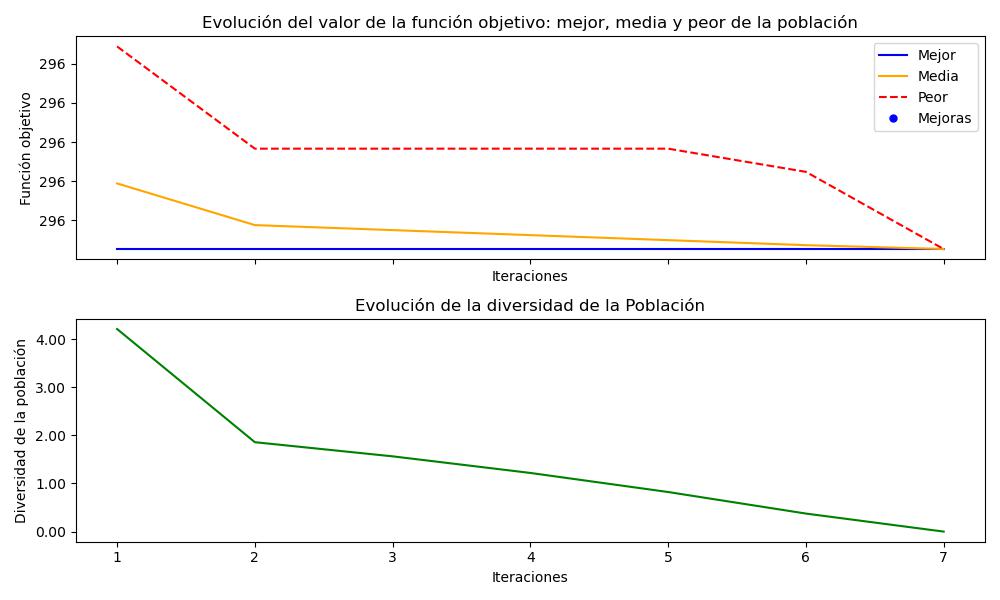 Evolución del valor de la función objetivo: mejor, media y peor de la población
Función objetivo
296
296
296
296
296
Mejor
Media
Peor
Mejoras
Iteraciones
Evolución de la diversidad de la Población
Diversidad de la población
4.00
3.00
2.00
1.00
0.00
1 2 3 4 5 6 7
Iteraciones